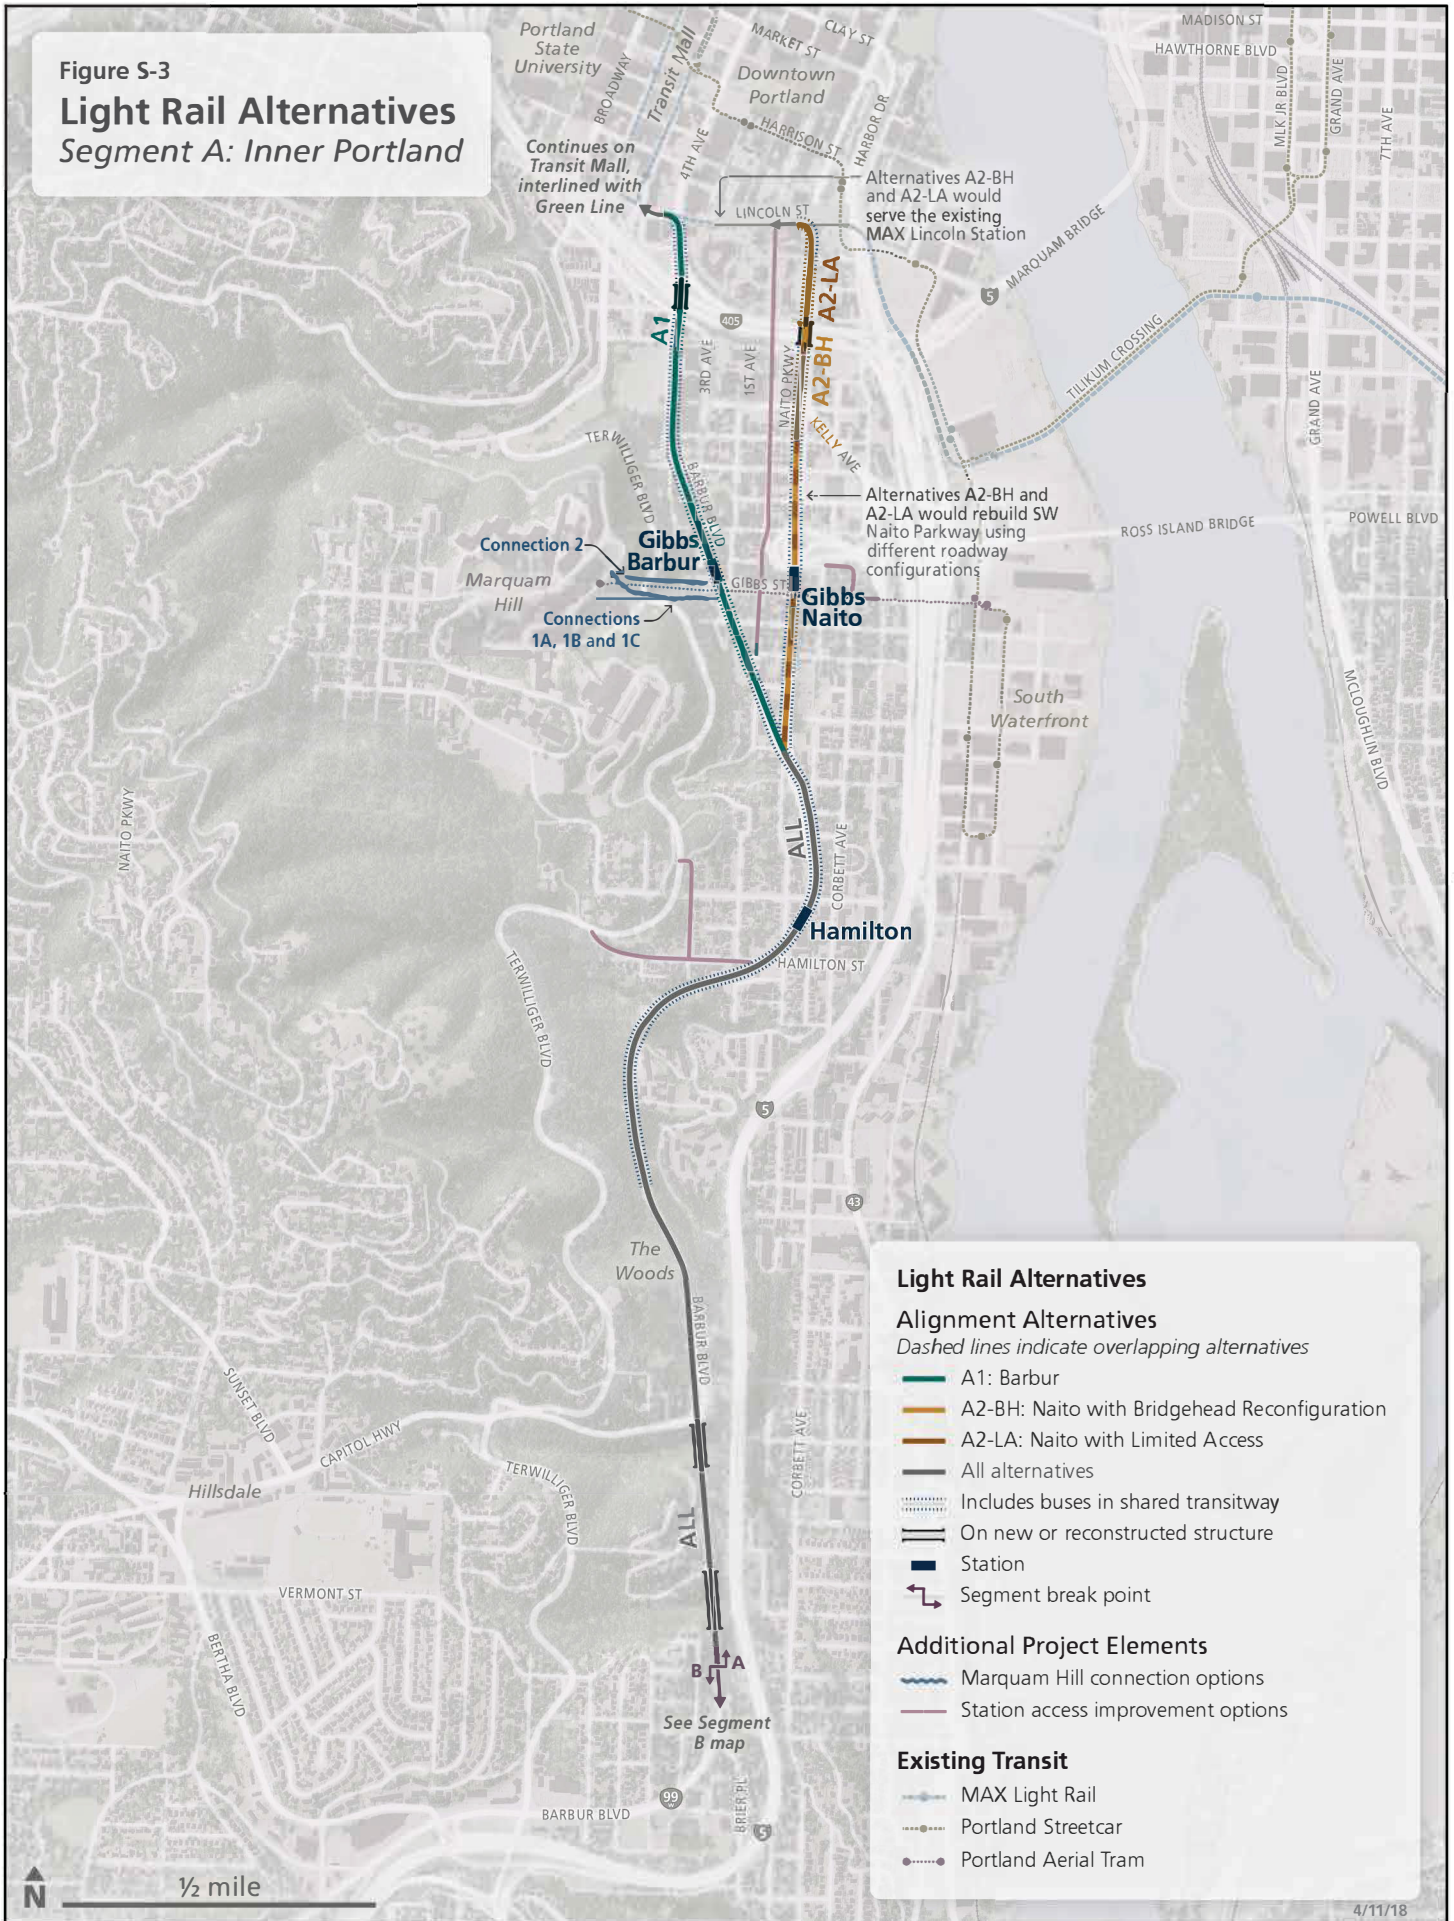 Figure S-3
Light Rail Alternatives
Segment A: Inner Portland
Portland
State
University
BROADWAY
Transit Mall
MARKET ST
CLAY ST
Downtown
Portland
HARRISON ST
HARBOR DR
4TH AVE
MADISON ST
HAWTHORNE BLVD
MLK JR BLVD
GRAND AVE
7TH AVE
Continues on
Transit Mall,
interlined with
Green Line
LINCOLN ST
Alternatives A2-BH
and A2-LA would
serve the existing
MAX Lincoln Station
MARQUAM BRIDGE
5
A1
405
A2-LA
A2-BH
3RD AVE
1ST AVE
NAITO PKWY
KELLY AVE
TILIKUM CROSSING
GRAND AVE
TERWILLIGER BLVD
BARBUR BLVD
Alternatives A2-BH and
A2-LA would rebuild SW
Naito Parkway using
different roadway
configurations
ROSS ISLAND BRIDGE
POWELL BLVD
Connection 2
Gibbs
Barbur
Marquam
Hill
GIBBS ST
Gibbs
Naito
Connections
1A, 1B and 1C
South
Waterfront
MCLOUGHLIN BLVD
NAITO PKWY
ALL
CORBETT AVE
Hamilton
HAMILTON ST
TERWILLIGER BLVD
5
43
The
Woods
BARBUR BLVD
SUNSET BLVD
CAPITOL HWY
CORBETT AVE
Hillsdale
TERWILLIGER BLVD
ALL
VERMONT ST
BERTHA BLVD
B
A
See Segment
B map
99
W
BARBUR BLVD
BRIER PL
5
N
½ mile
Light Rail Alternatives
Alignment Alternatives
Dashed lines indicate overlapping alternatives
A1: Barbur
A2-BH: Naito with Bridgehead Reconfiguration
A2-LA: Naito with Limited Access
All alternatives
Includes buses in shared transitway
On new or reconstructed structure
Station
Segment break point
Additional Project Elements
Marquam Hill connection options
Station access improvement options
Existing Transit
MAX Light Rail
Portland Streetcar
Portland Aerial Tram
4/11/18